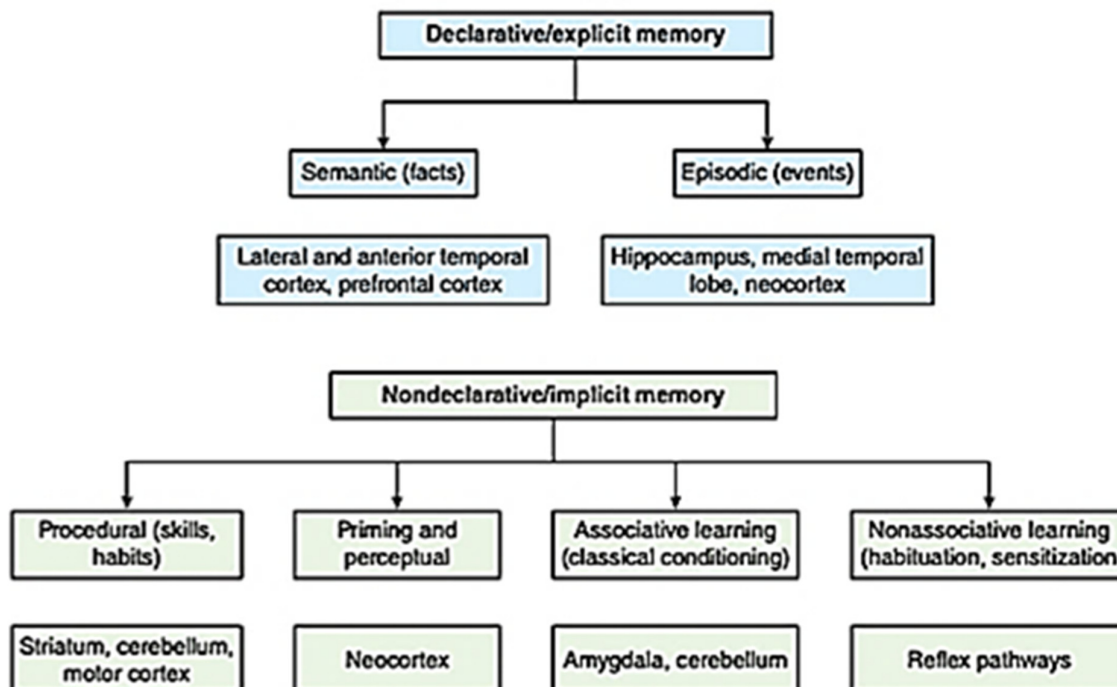 Declarative/explicit memory
Semantic (facts)
Episodic (events)
Lateral and anterior temporal
cortex, prefrontal cortex
Hippocampus, medial temporal
lobe, neocortex
Nondeclarative/implicit memory
Procedural (skills,
habits)
Priming and
perceptual
Associative learning
(classical conditioning)
Nonassociative learning
(habituation, sensitization
Striatum, cerebellum,
motor cortex
Neocortex
Amygdala, cerebellum
Reflex pathways